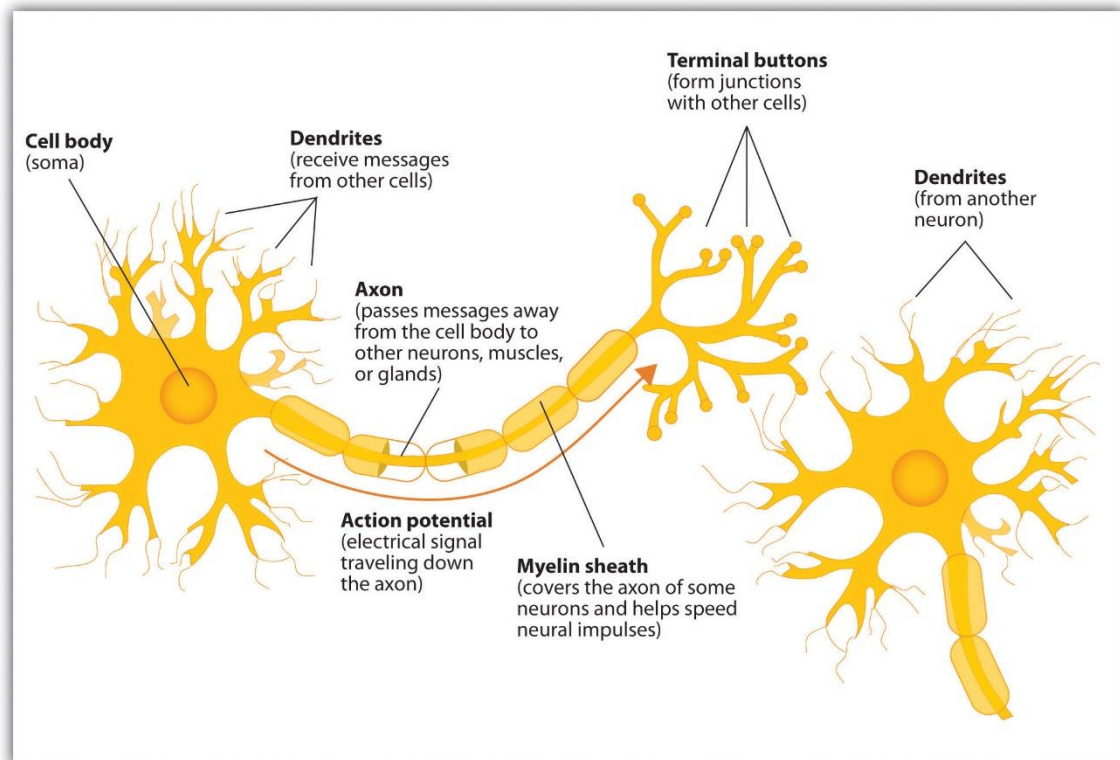 Terminal buttons
(form junctions
with other cells)
Cell body
(soma)
Dendrites
(receive messages
from other cells)
Dendrites
(from another
neuron)
Axon
(passes messages away
from the cell body to
other neurons, muscles,
or glands)
Action potential
(electrical signal
traveling down
the axon)
Myelin sheath
(covers the axon of some
neurons and helps speed
neural impulses)